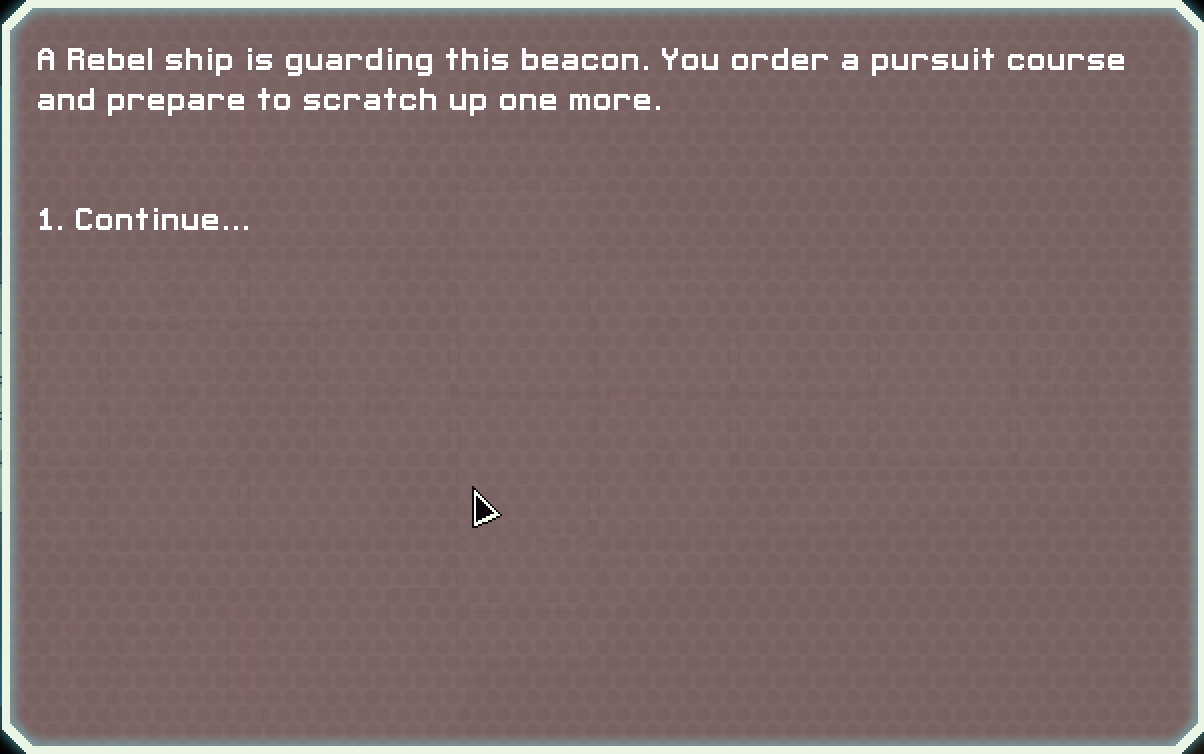 A Rebel ship is guarding this beacon. You order a pursuit course
and prepare to scratch up one more.
1. Continue...